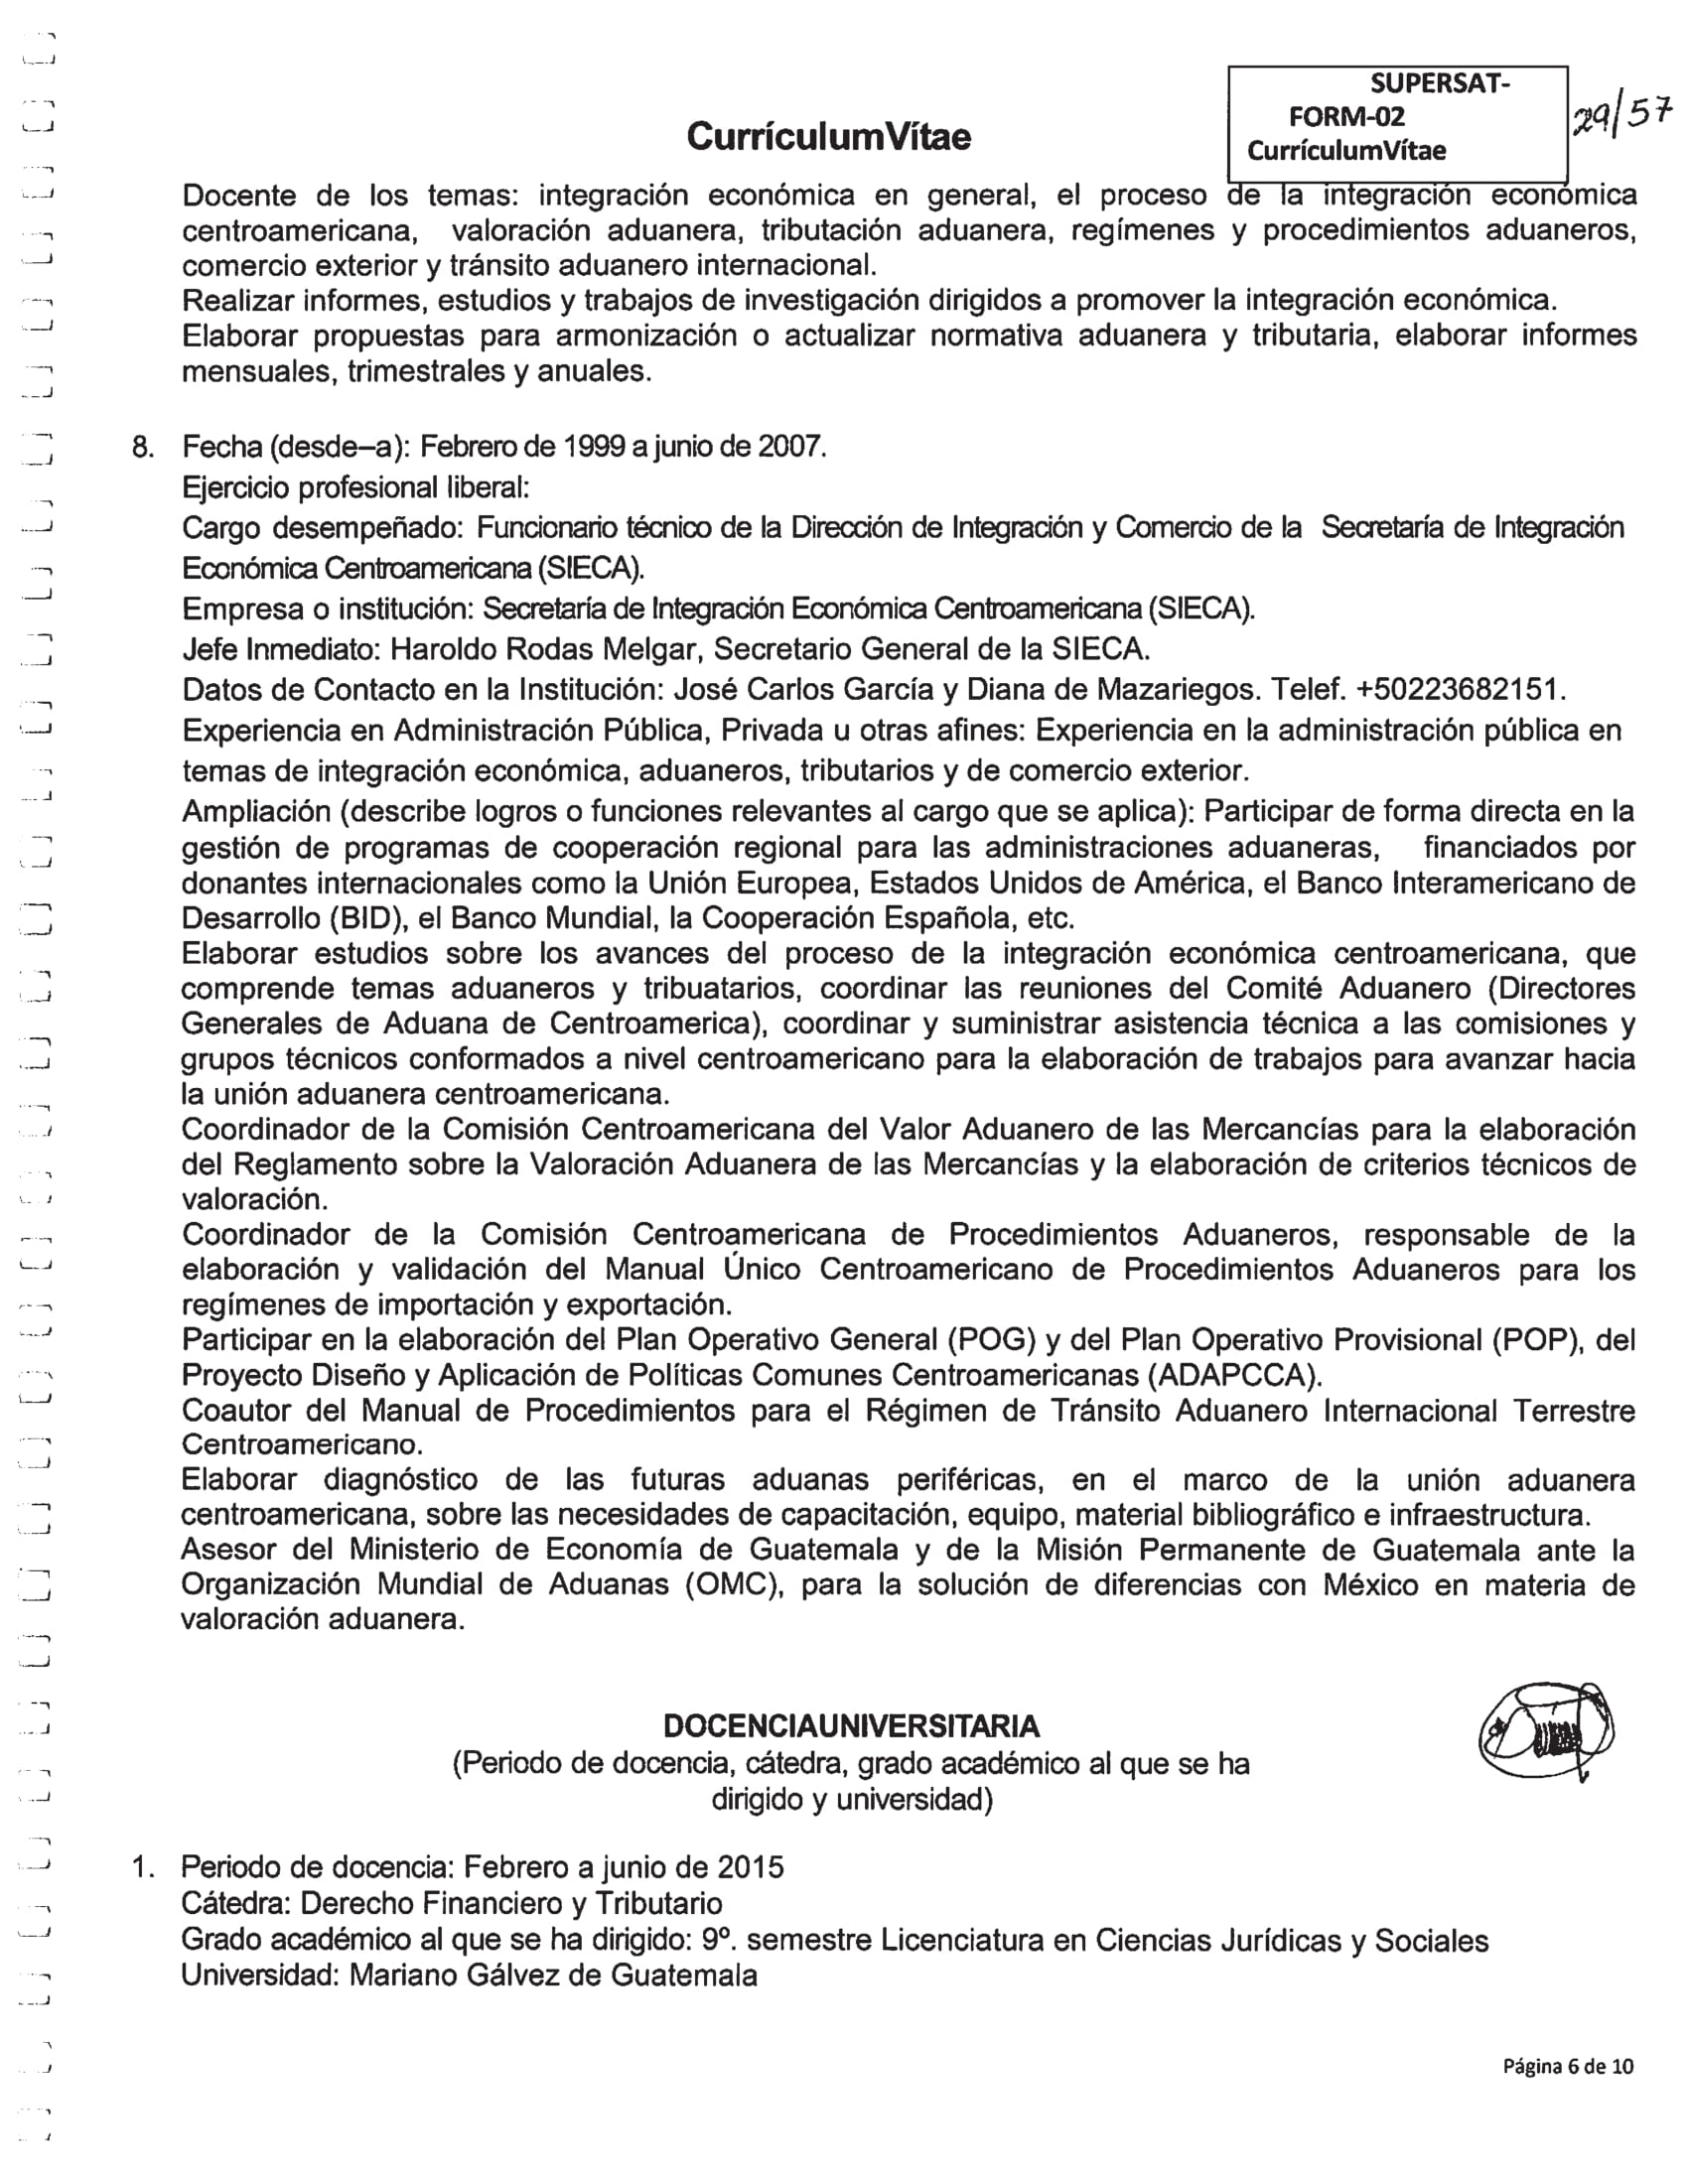 SUPERSAT-
FORM-02
CurrículumVítae
29/57
CurrículumVítae
Docente de los temas: integración económica en general, el proceso de la integración económica
centroamericana, valoración aduanera, tributación aduanera, regímenes y procedimientos aduaneros,
comercio exterior y tránsito aduanero internacional.
Realizar informes, estudios y trabajos de investigación dirigidos a promover la integración económica.
Elaborar propuestas para armonización o actualizar normativa aduanera y tributaria, elaborar informes
mensuales, trimestrales y anuales.
8. Fecha (desde–a): Febrero de 1999 a junio de 2007.
Ejercicio profesional liberal:
Cargo desempeñado: Funcionario técnico de la Dirección de Integración y Comercio de la Secretaría de Integración
Económica Centroamericana (SIECA).
Empresa o institución: Secretaría de Integración Económica Centroamericana (SIECA).
Jefe Inmediato: Haroldo Rodas Melgar, Secretario General de la SIECA.
Datos de Contacto en la Institución: José Carlos García y Diana de Mazariegos. Telef. +50223682151.
Experiencia en Administración Pública, Privada u otras afines: Experiencia en la administración pública en
temas de integración económica, aduaneros, tributarios y de comercio exterior.
Ampliación (describe logros o funciones relevantes al cargo que se aplica): Participar de forma directa en la
gestión de programas de cooperación regional para las administraciones aduaneras, financiados por
donantes internacionales como la Unión Europea, Estados Unidos de América, el Banco Interamericano de
Desarrollo (BID), el Banco Mundial, la Cooperación Española, etc.
Elaborar estudios sobre los avances del proceso de la integración económica centroamericana, que
comprende temas aduaneros y tribuatarios, coordinar las reuniones del Comité Aduanero (Directores
Generales de Aduana de Centroamerica), coordinar y suministrar asistencia técnica a las comisiones y
grupos técnicos conformados a nivel centroamericano para la elaboración de trabajos para avanzar hacia
la unión aduanera centroamericana.
Coordinador de la Comisión Centroamericana del Valor Aduanero de las Mercancías para la elaboración
del Reglamento sobre la Valoración Aduanera de las Mercancías y la elaboración de criterios técnicos de
valoración.
Coordinador de la Comisión Centroamericana de Procedimientos Aduaneros, responsable de la
elaboración y validación del Manual Único Centroamericano de Procedimientos Aduaneros para los
regímenes de importación y exportación.
Participar en la elaboración del Plan Operativo General (POG) y del Plan Operativo Provisional (POP), del
Proyecto Diseño y Aplicación de Políticas Comunes Centroamericanas (ADAPCCA).
Coautor del Manual de Procedimientos para el Régimen de Tránsito Aduanero Internacional Terrestre
Centroamericano.
Elaborar diagnóstico de las futuras aduanas periféricas, en el marco de la unión aduanera
centroamericana, sobre las necesidades de capacitación, equipo, material bibliográfico e infraestructura.
Asesor del Ministerio de Economía de Guatemala y de la Misión Permanente de Guatemala ante la
Organización Mundial de Aduanas (OMC), para la solución de diferencias con México en materia de
valoración aduanera.
DOCENCIAUNIVERSITARIA
(Periodo de docencia, cátedra, grado académico al que se ha
dirigido y universidad)
1. Periodo de docencia: Febrero a junio de 2015
Cátedra: Derecho Financiero y Tributario
Grado académico al que se ha dirigido: 9º. semestre Licenciatura en Ciencias Jurídicas y Sociales
Universidad: Mariano Gálvez de Guatemala
Página 6 de 10